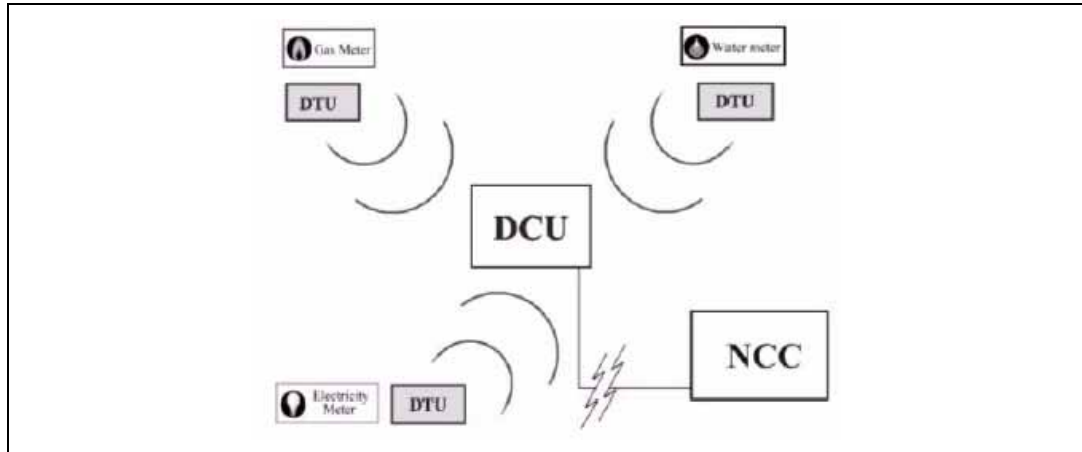 Gas Meter
Water meter
DTU
DTU
DCU
NCC
Electricity
Meter
DTU